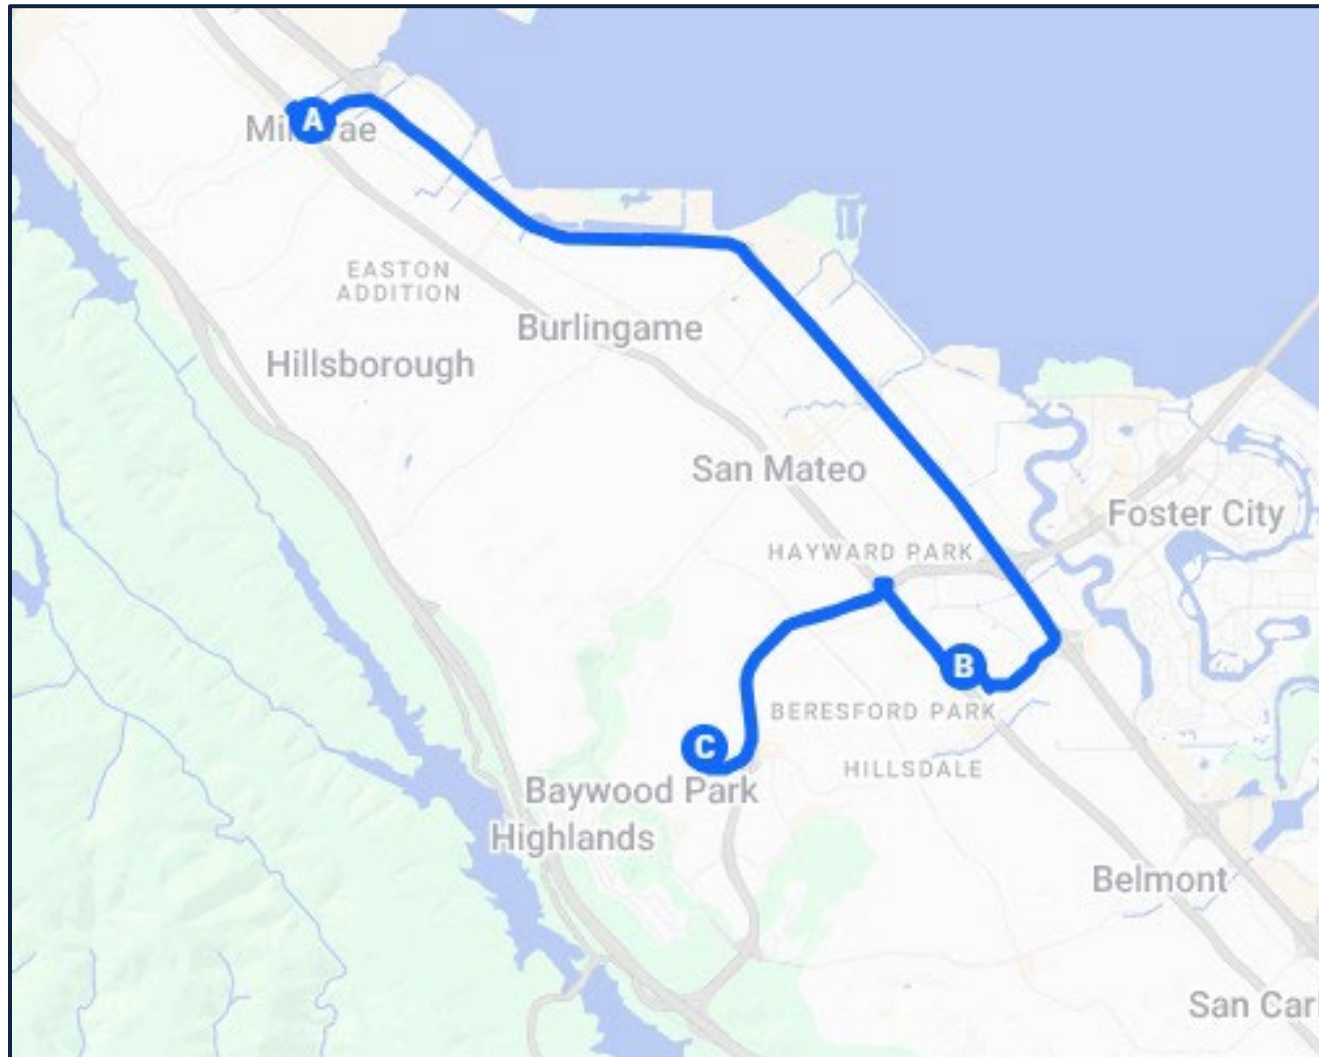 A
EASTON
ADDITION
Burlingame
Hillsborough
San Mateo
Foster City
HAYWARD PARK
B
BERESFORD PARK
C
HILLSDALE
Baywood Park
Highlands
Belmont
San Carl